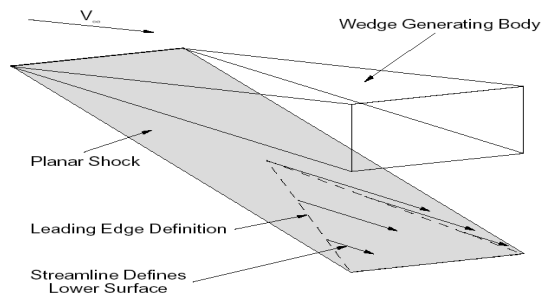 V∞
Wedge Generating Body
Planar Shock
Leading Edge Definition
Streamline Defines
Lower Surface